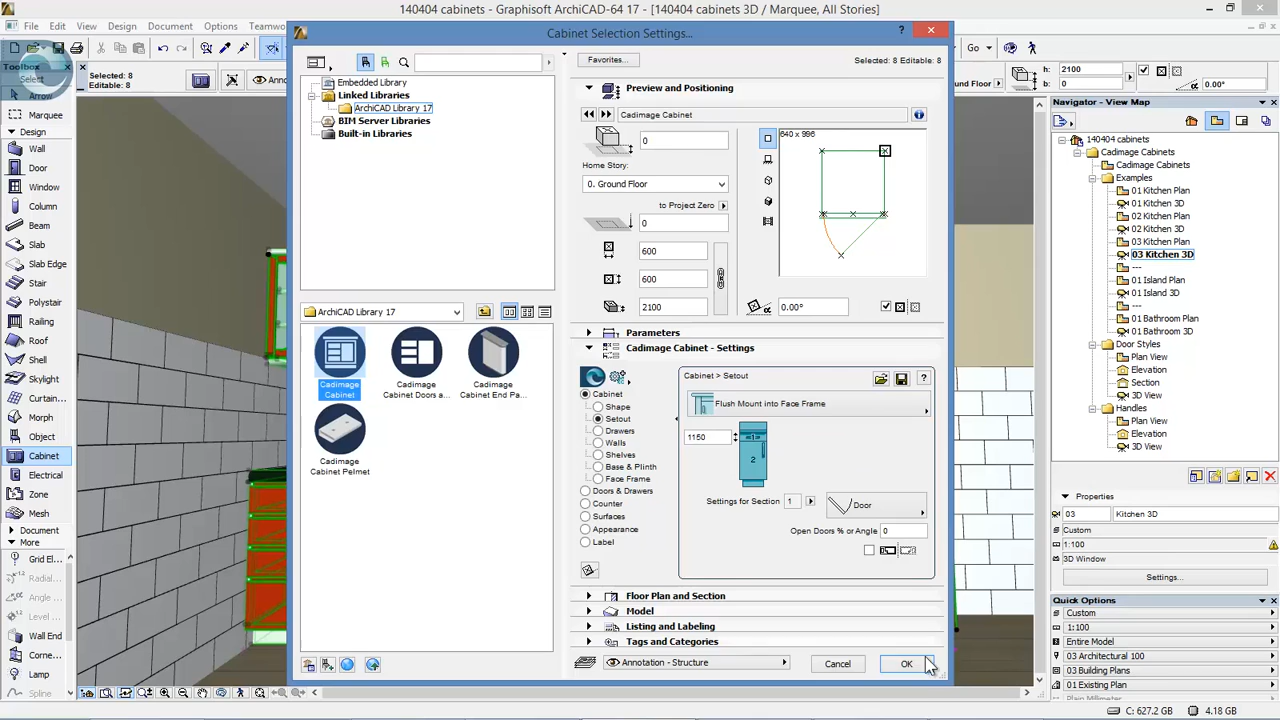 140404 cabinets - Graphisoft ArchiCAD-64 17 - [140404 cabinets 3D / Marquee, All Stories]
File
Edit
View
Design
Document
Options
Teamwork
Cabinet Selection Settings...
?
Go
Toolbox
Select
Arrow
Marquee
Design
Wall
Door
Window
Column
Beam
Slab
Slab Edge
Stair
Polystair
Railing
Roof
Shell
Skylight
Curtain...
Morph
Object
Cabinet
Electrical
Zone
Mesh
Document
More
Grid El...
Radial...
Angle
Level
Wall End
Corne...
Lamp
Spline
Selected: 8
Editable: 8
Embedded Library
Linked Libraries
ArchiCAD Library 17
BIM Server Libraries
Built-in Libraries
ArchiCAD Library 17
Cadimage Cabinet
Cadimage Cabinet Doors a...
Cadimage Cabinet End Pa...
Cadimage Cabinet Pelmet
Favorites...
Selected: 8 Editable: 8
Preview and Positioning
Cadimage Cabinet
0
Home Story:
0. Ground Floor
to Project Zero
0
600
600
2100
640 x 996
0.00°
Parameters
Cadimage Cabinet - Settings
Cabinet
Shape
Setout
Drawers
Walls
Shelves
Base & Plinth
Face Frame
Doors & Drawers
Counter
Surfaces
Appearance
Label
Cabinet > Setout
?
Flush Mount into Face Frame
1150
1
2
Settings for Section 1
Door
Open Doors % or Angle 0
Floor Plan and Section
Model
Listing and Labeling
Tags and Categories
Annotation - Structure
Cancel
OK
h: 2100
0.00°
Navigator - View Map
140404 cabinets
Cadimage Cabinets
Cadimage Cabinets
Examples
01 Kitchen Plan
01 Kitchen 3D
02 Kitchen Plan
02 Kitchen 3D
03 Kitchen Plan
03 Kitchen 3D
---
01 Island Plan
01 Island 3D
---
01 Bathroom Plan
01 Bathroom 3D
Door Styles
Plan View
Elevation
Section
3D View
Handles
Plan View
Elevation
3D View
Properties
03
Kitchen 3D
Custom
1:100
3D Window
Settings...
Quick Options
Custom
1:100
Entire Model
03 Architectural 100
03 Building Plans
01 Existing Plan
C: 627.2 GB
4.18 GB